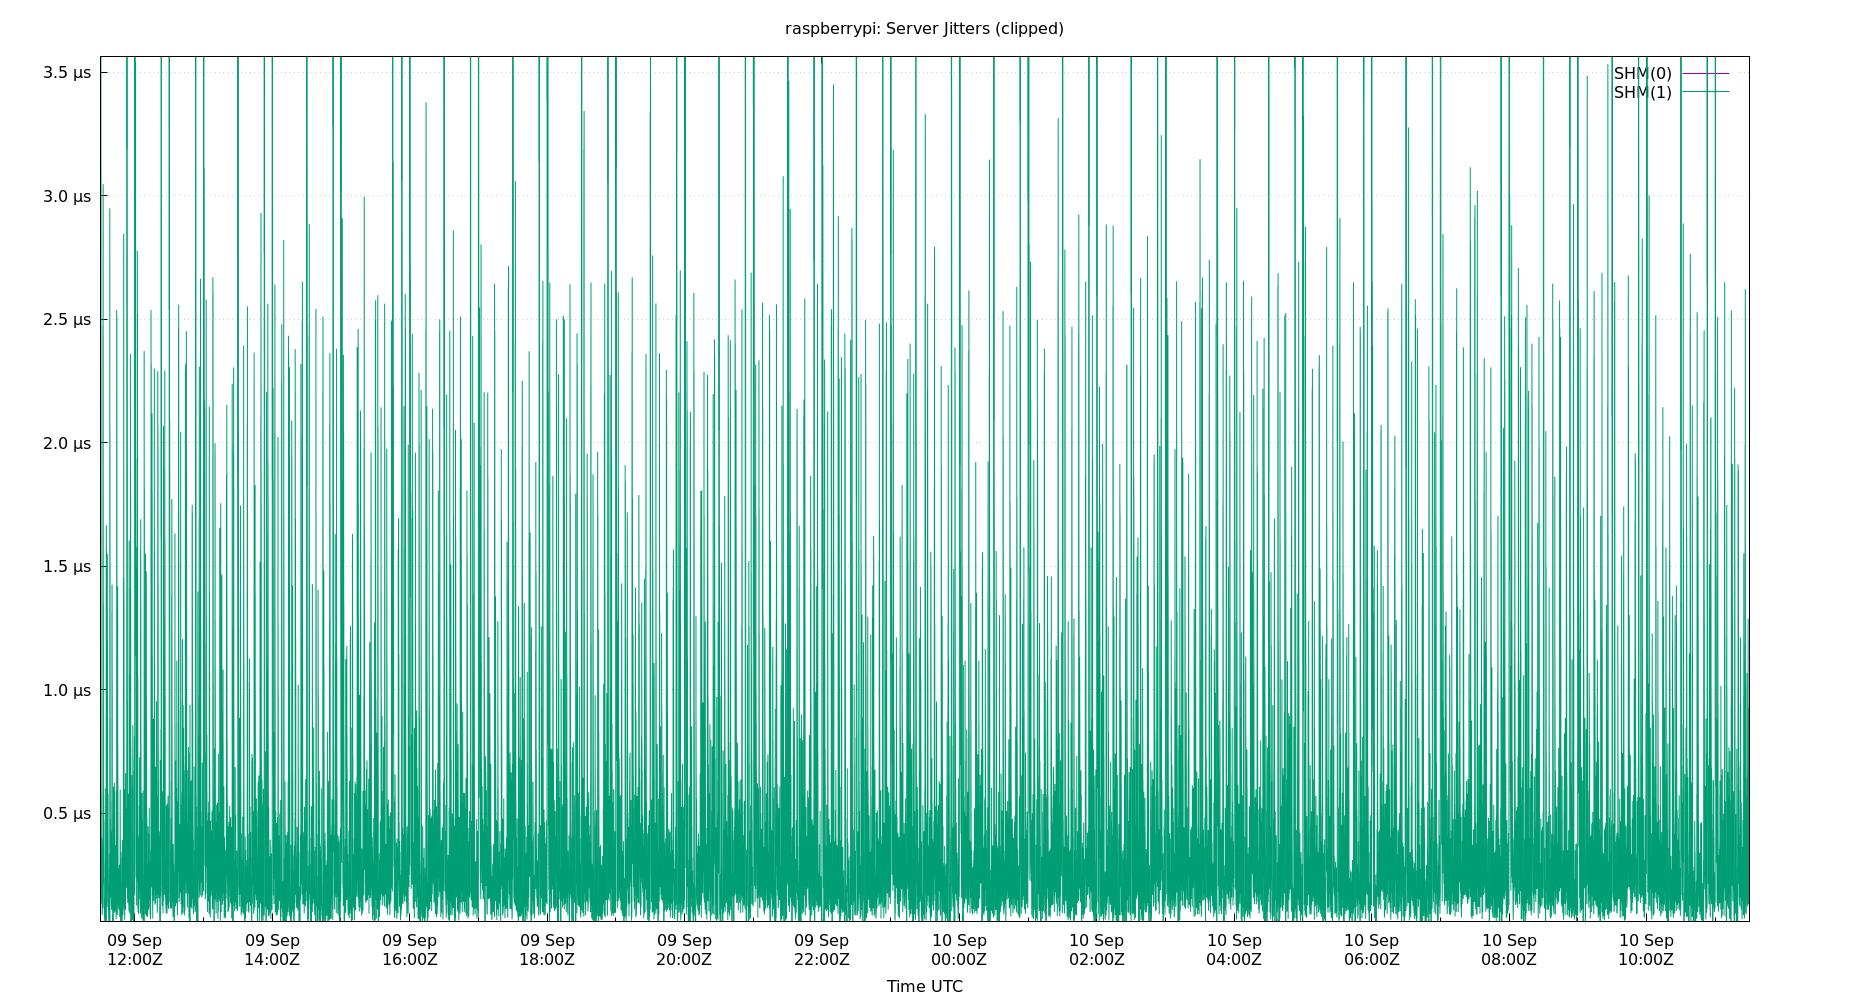 raspberrypi: Server Jitters (clipped)
3.5 µs
SHM(0)
SHM(1)
3.0 µs
2.5 µs
2.0 µs
1.5 µs
1.0 µs
0.5 µs
09 Sep 09 Sep 09 Sep 09 Sep 09 Sep 09 Sep 10 Sep 10 Sep 10 Sep 10 Sep 10 Sep 10 Sep
12:00Z 14:00Z 16:00Z 18:00Z 20:00Z 22:00Z 00:00Z 02:00Z 04:00Z 06:00Z 08:00Z 10:00Z
Time UTC